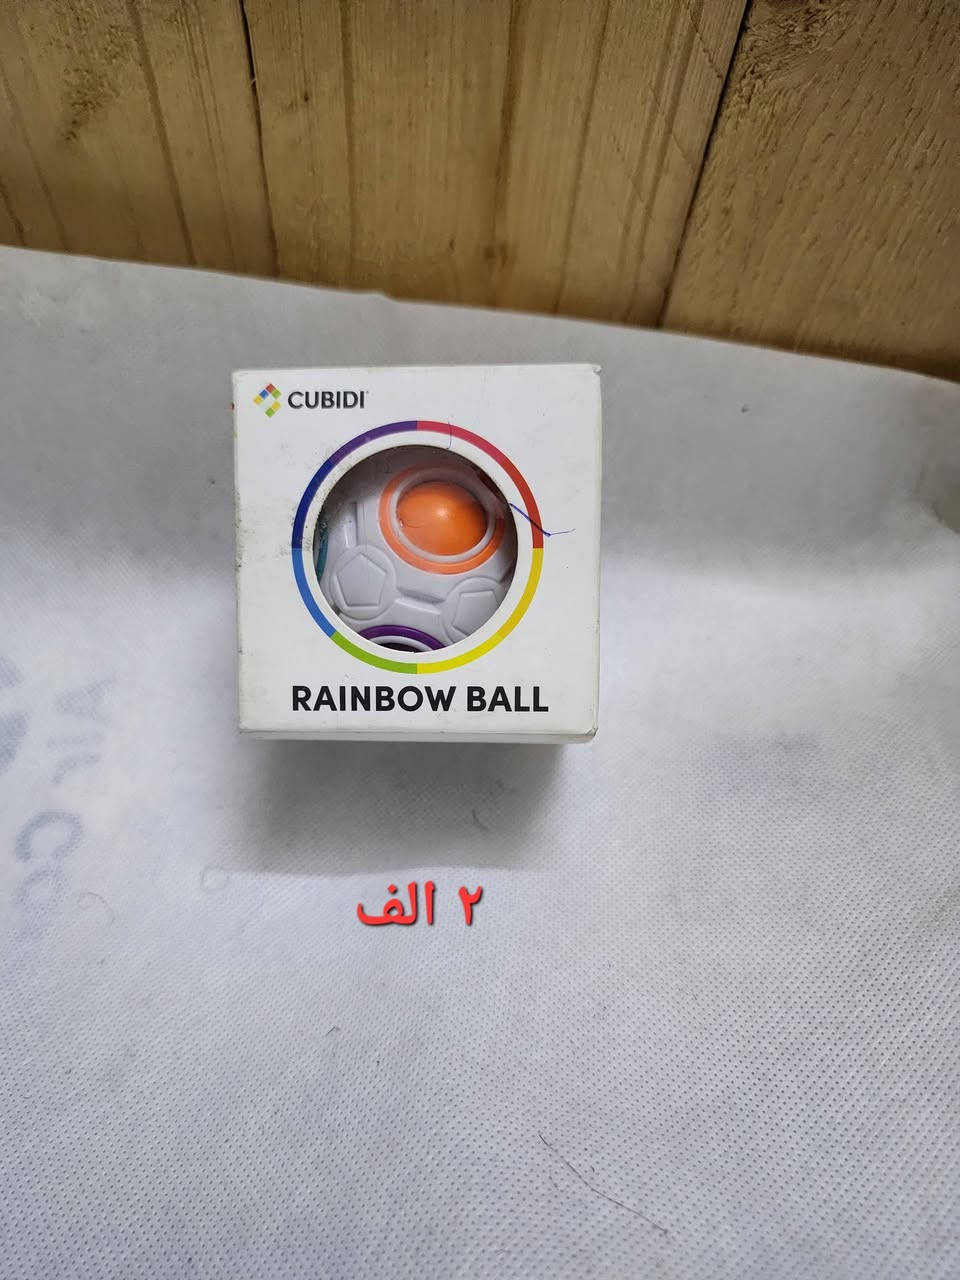 CUBIDI
RAINBOW BALL
٢ الف